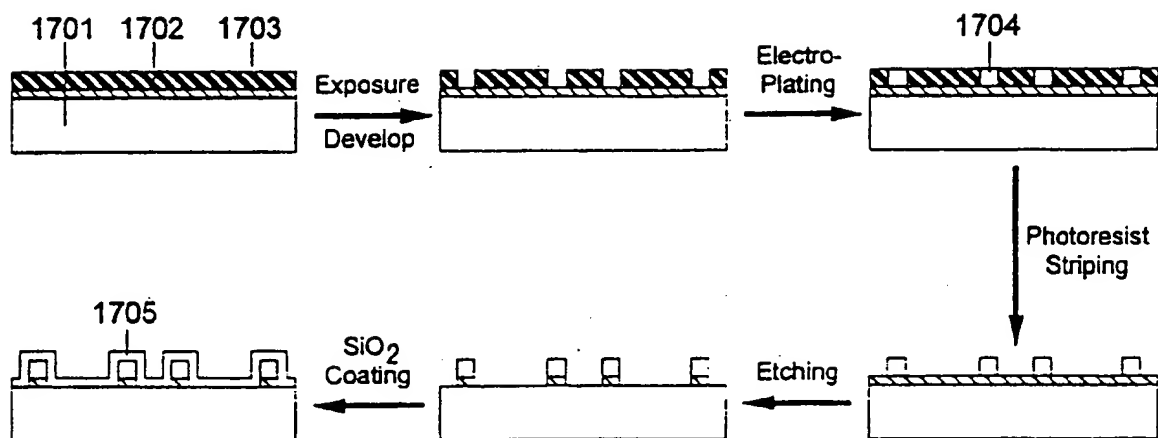 1701 1702 1703
Exposure
Develop
Electro-
Plating
1704
Photoresist
Striping
Etching
SiO2
Coating
1705